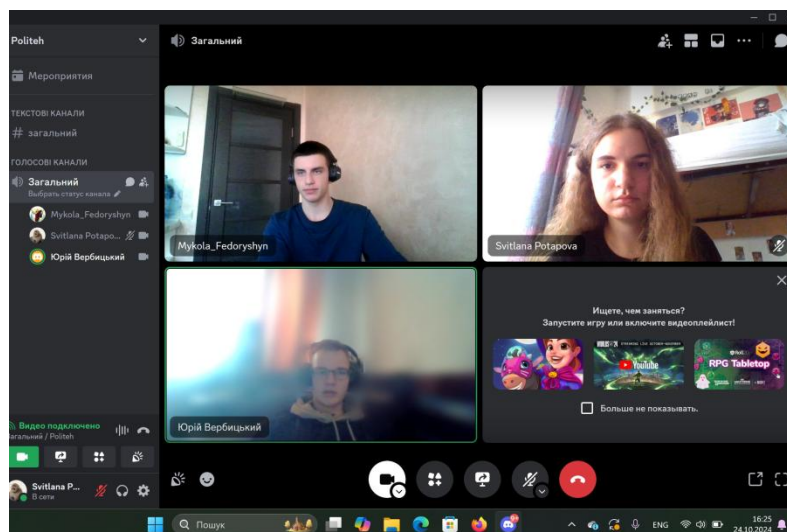 Politeh
Загальний
Мероприятия
ТЕКСТОВІ КАНАЛИ
# загальний
ГОЛОСОВІ КАНАЛИ
Загальний
Выбрать статус канала
Mykola_Fedoryshyn
Svitlana Potapo...
Юрій Вербицький
Mykola_Fedoryshyn
Svitlana Potapova
Юрій Вербицький
Ищете, чем заняться?
Запустите игру или включите видеоплейлист!
YouTube
RPG Tabletop
Больше не показывать.
Видео подключено
Загальний / Politeh
Svitlana P...
В сети
Пошук
ENG
16:25
24.10.2024